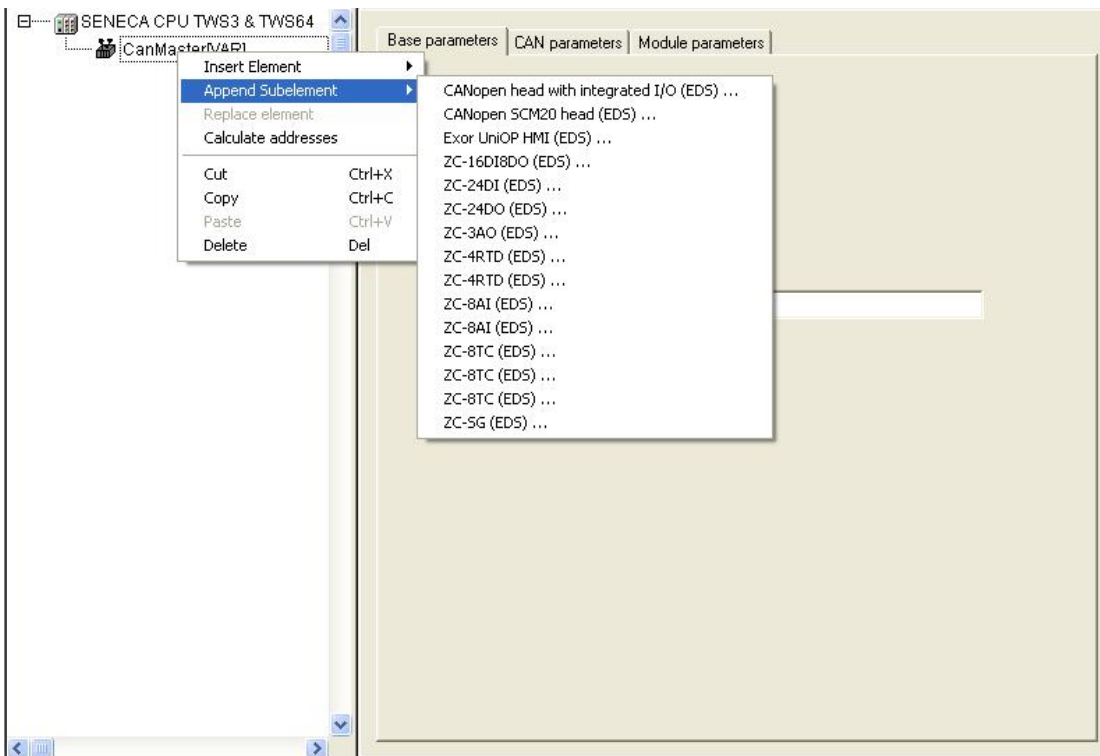 SENECA CPU TWS3 & TWS64
CanMaster[VAR]
Base parameters
CAN parameters
Module parameters
Insert Element
Append Subelement
Replace element
Calculate addresses
Cut Ctrl+X
Copy Ctrl+C
Paste Ctrl+V
Delete Del
CANopen head with integrated I/O (EDS) ...
CANopen SCM20 head (EDS) ...
Exor UniOP HMI (EDS) ...
ZC-16DI8DO (EDS) ...
ZC-24DI (EDS) ...
ZC-24DO (EDS) ...
ZC-3AO (EDS) ...
ZC-4RTD (EDS) ...
ZC-4RTD (EDS) ...
ZC-8AI (EDS) ...
ZC-8AI (EDS) ...
ZC-8TC (EDS) ...
ZC-8TC (EDS) ...
ZC-8TC (EDS) ...
ZC-SG (EDS) ...